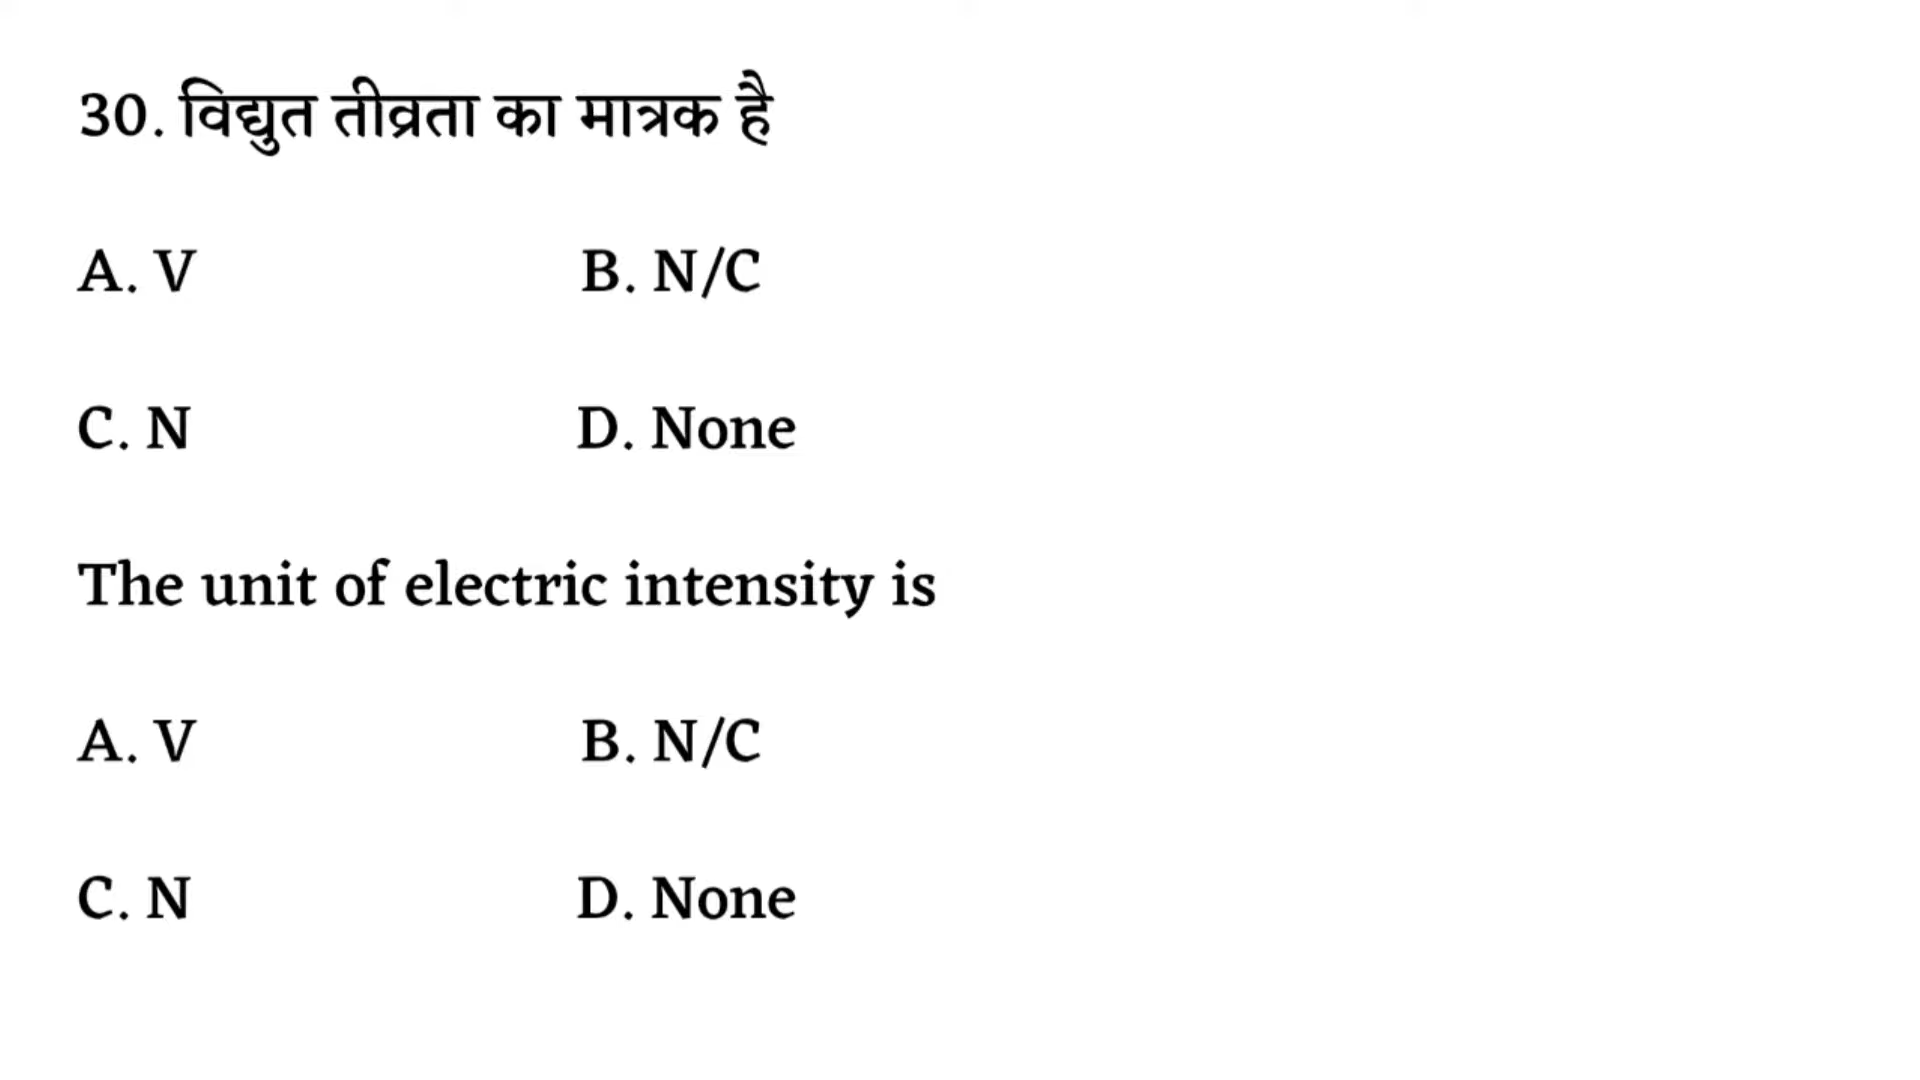 30. विद्युत तीव्रता का मात्रक है
A. V B. N/C
C. N D. None
The unit of electric intensity is
A. V B. N/C
C. N D. None